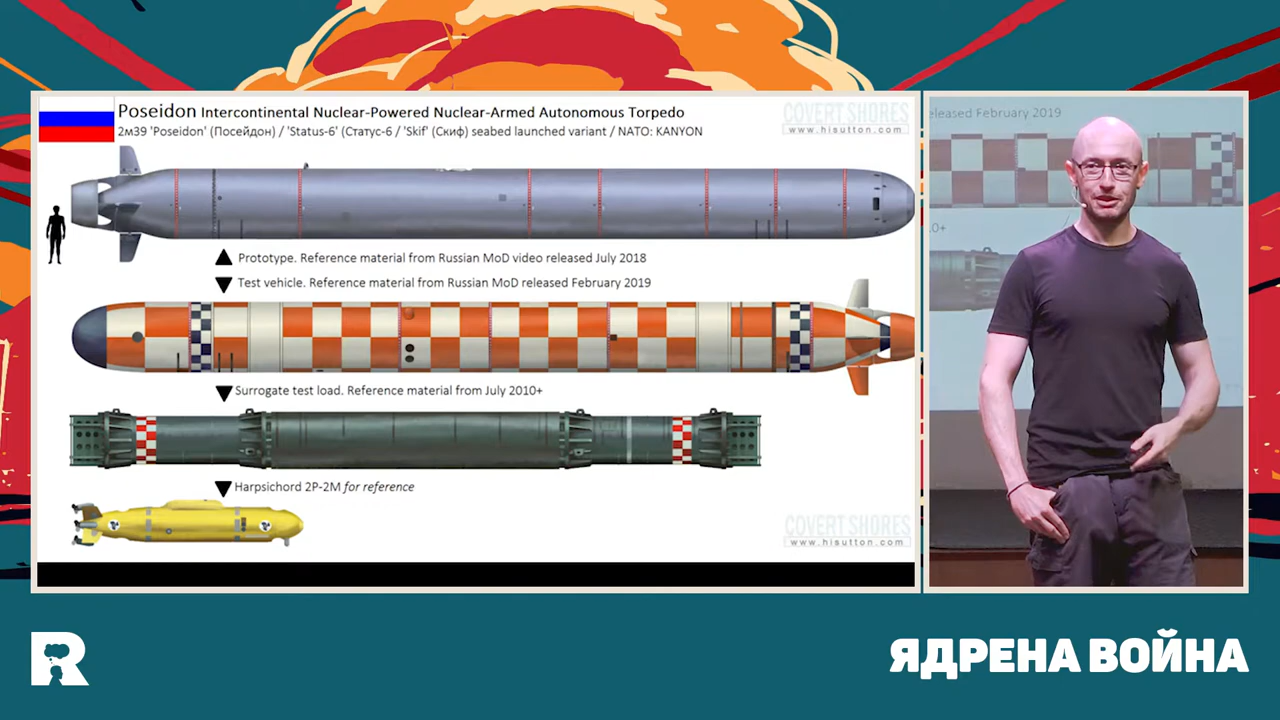 Poseidon Intercontinental Nuclear-Powered Nuclear-Armed Autonomous Torpedo
2м39 'Poseidon' (Посейдон) / 'Status-6' (Статус-6 / 'Skif' (Скиф) seabed launched variant / NATO: KANYON
COVERT SHORES
www.hisutton.com
Prototype. Reference material from Russian MoD video released July 2018
Test vehicle. Reference material from Russian MoD released February 2019
Surrogate test load. Reference material from July 2010+
Harpsichord 2P-2M for reference
COVERT SHORES
www.hisutton.com
eleased February 2019
0+
R
ЯДРЕНА ВОЙНА